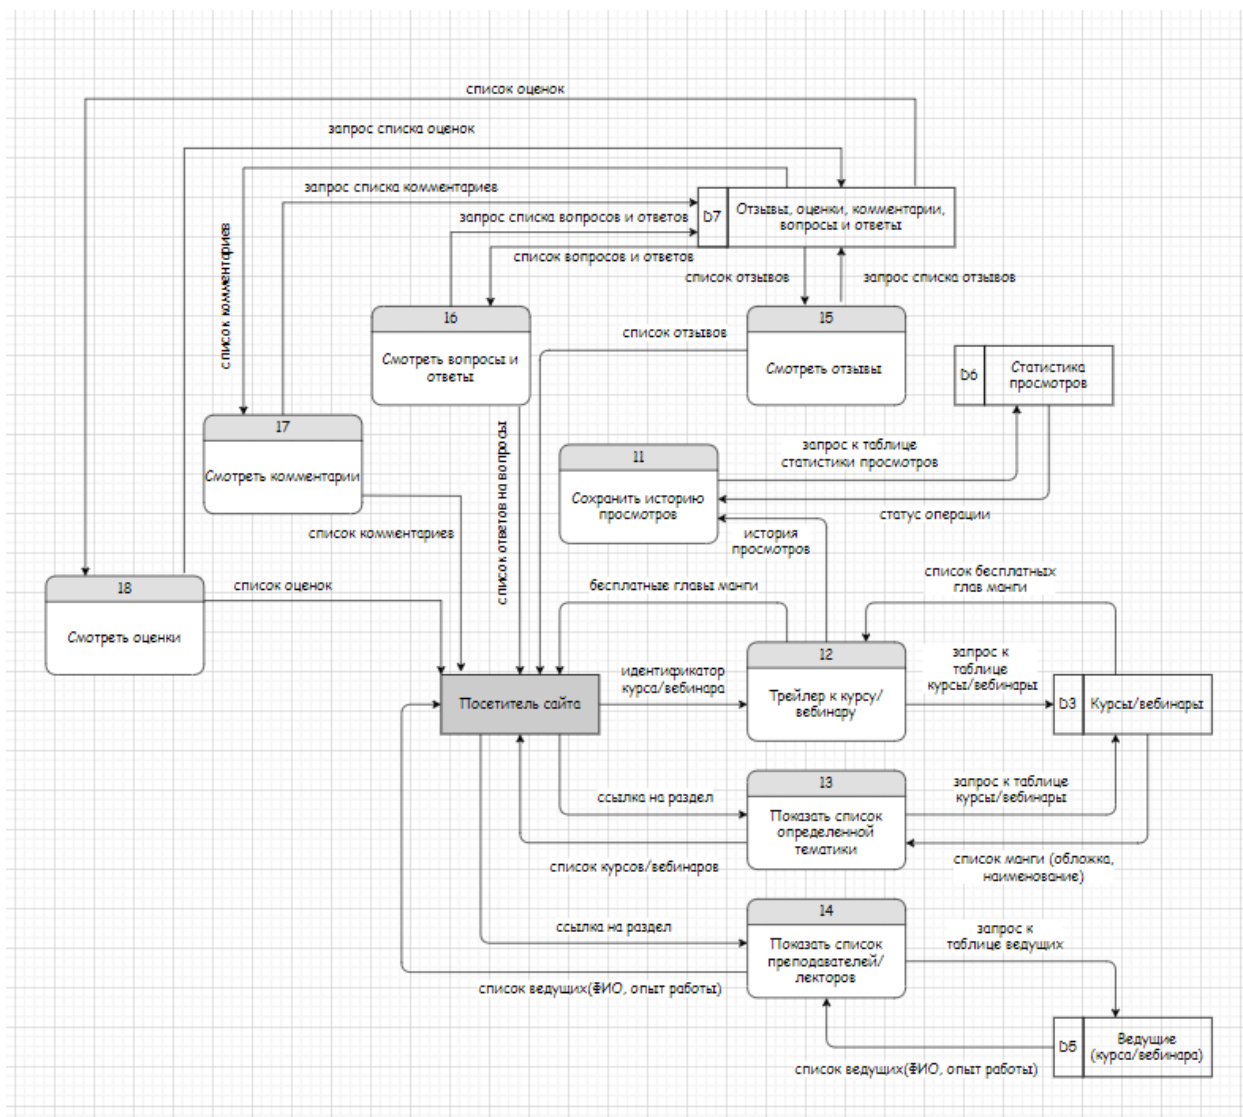 список оценок
запрос списка оценок
запрос списка комментариев
D7
Отзывы, оценки, комментарии,
вопросы и ответы
запрос списка вопросов и ответов
список вопросов и ответов
список отзывов
запрос списка отзывов
список комментариев
16
Смотреть вопросы и
ответы
список отзывов
15
Смотреть отзывы
D6
Статистика
просмотров
17
Смотреть комментарии
список ответов на вопросы
11
Сохранить историю
просмотров
запрос к таблице
статистики просмотров
статус операции
история
просмотров
список комментариев
18
Смотреть оценки
список оценок
бесплатные главы манги
список бесплатных
глав манги
Посетитель сайта
идентификатор
курса/вебинара
12
Трейлер к курсу/
вебинару
запрос к
таблице
курсы/вебинары
D3
Курсы/вебинары
ссылка на раздел
13
Показать список
определенной
тематики
запрос к таблице
курсы/вебинары
список курсов/вебинаров
список манги (обложка,
наименование)
ссылка на раздел
14
Показать список
преподавателей/
лекторов
запрос к
таблице ведущих
список ведущих(ФИО, опыт работы)
D5
Ведущие
(курса/вебинара)
список ведущих(ФИО, опыт работы)